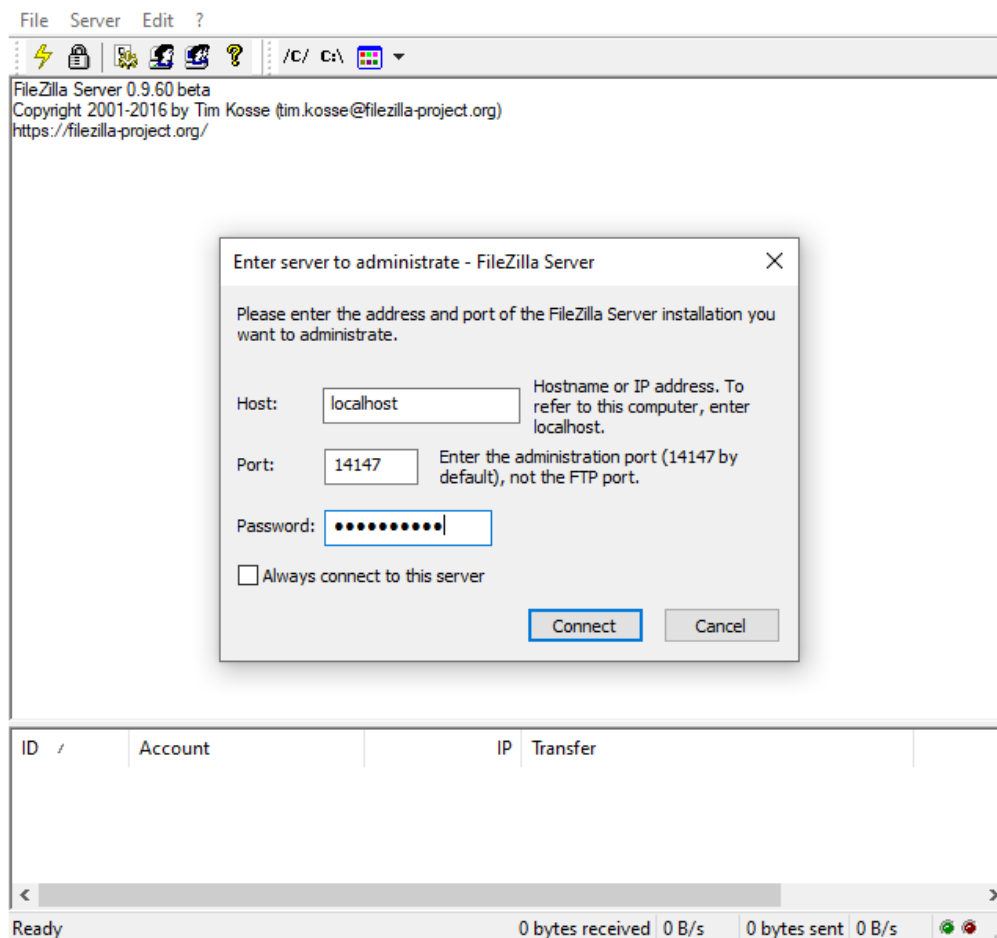 File Server Edit ?
/C/ C:\
FileZilla Server 0.9.60 beta
Copyright 2001-2016 by Tim Kosse (tim.kosse@filezilla-project.org)
https://filezilla-project.org/
Enter server to administrate - FileZilla Server
Please enter the address and port of the FileZilla Server installation you
want to administrate.
Host:
localhost
Hostname or IP address. To
refer to this computer, enter
localhost.
Port:
14147
Enter the administration port (14147 by
default), not the FTP port.
Password: ●●●●●●●●●●
Always connect to this server
Connect Cancel
ID / Account IP Transfer
Ready 0 bytes received 0 B/s 0 bytes sent 0 B/s